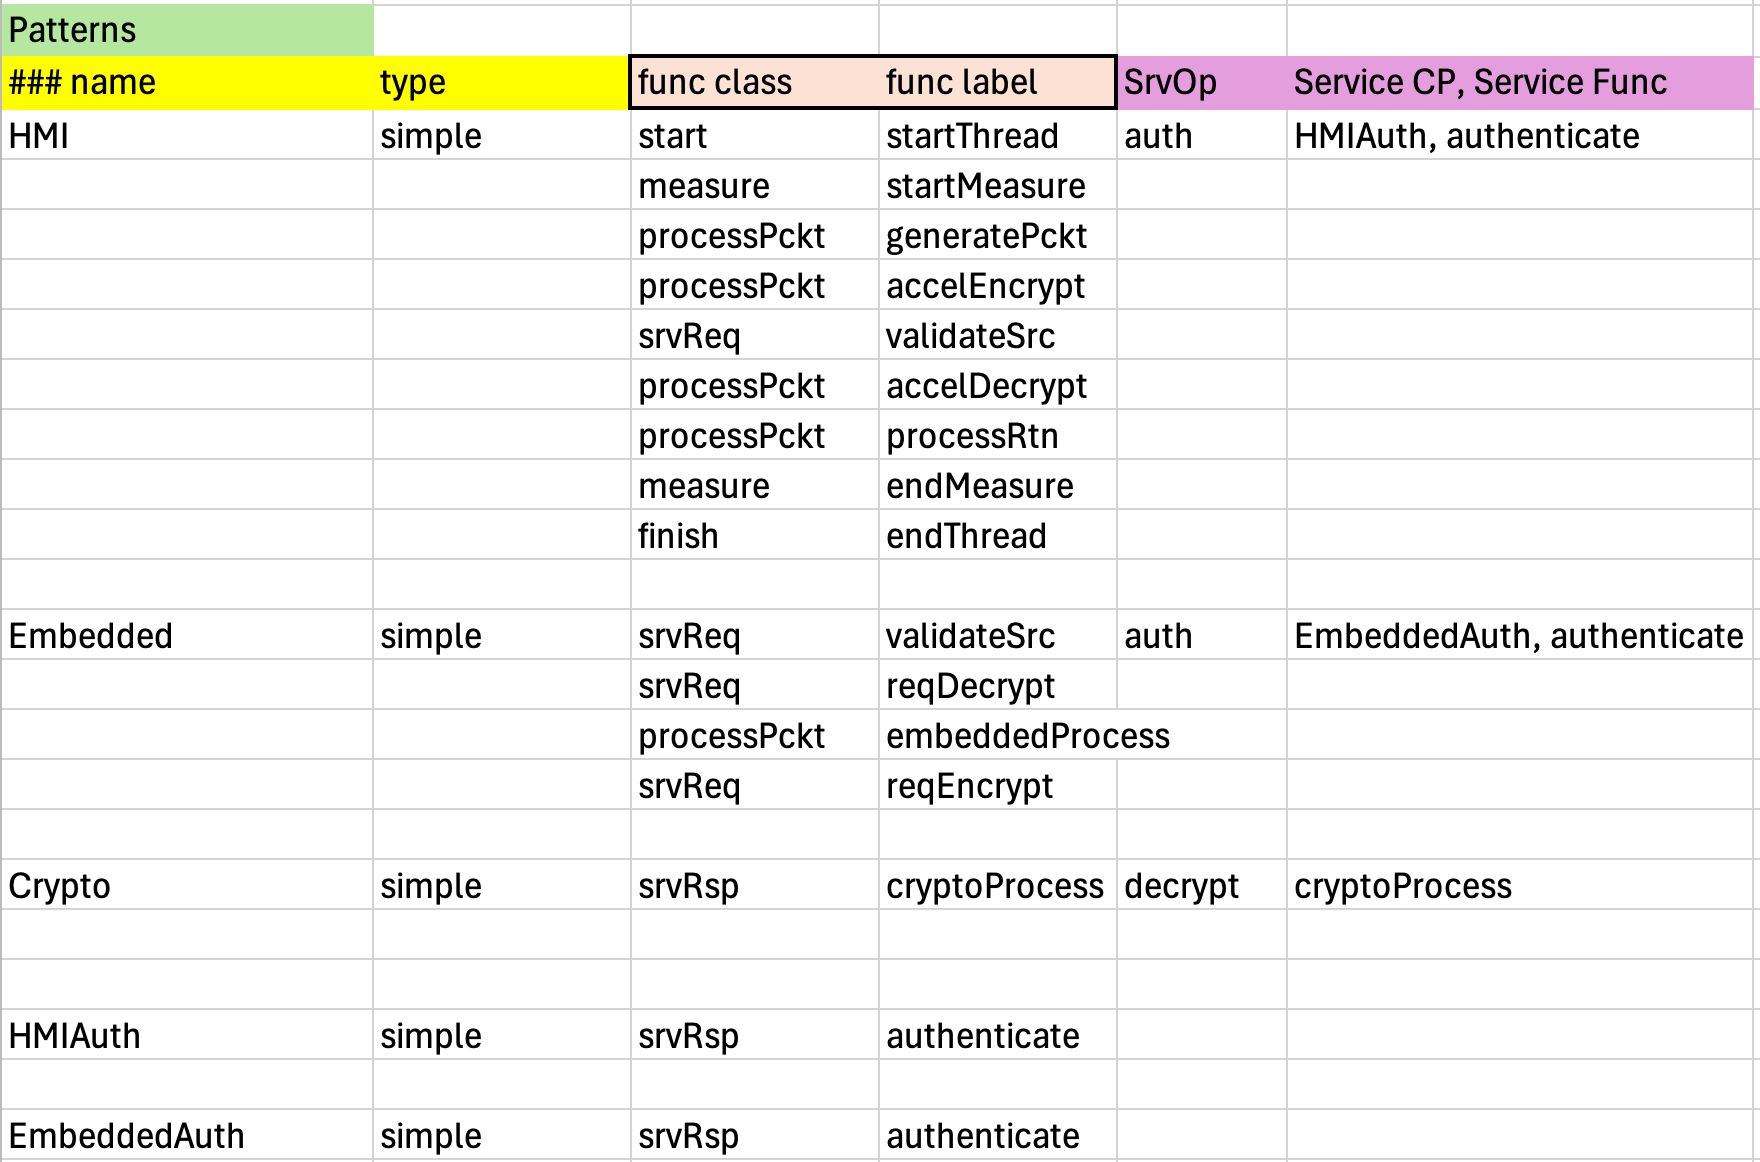 Patterns
### name type func class func label SrvOp Service CP, Service Func
HMI simple start startThread auth HMIAuth, authenticate
measure startMeasure
processPckt generatePckt
processPckt accelEncrypt
srvReq validateSrc
processPckt accelDecrypt
processPckt processRtn
measure endMeasure
finish endThread
Embedded simple srvReq validateSrc auth EmbeddedAuth, authenticate
srvReq reqDecrypt
processPckt embeddedProcess
srvReq reqEncrypt
Crypto simple srvRsp cryptoProcess decrypt cryptoProcess
HMIAuth simple srvRsp authenticate
EmbeddedAuth simple srvRsp authenticate